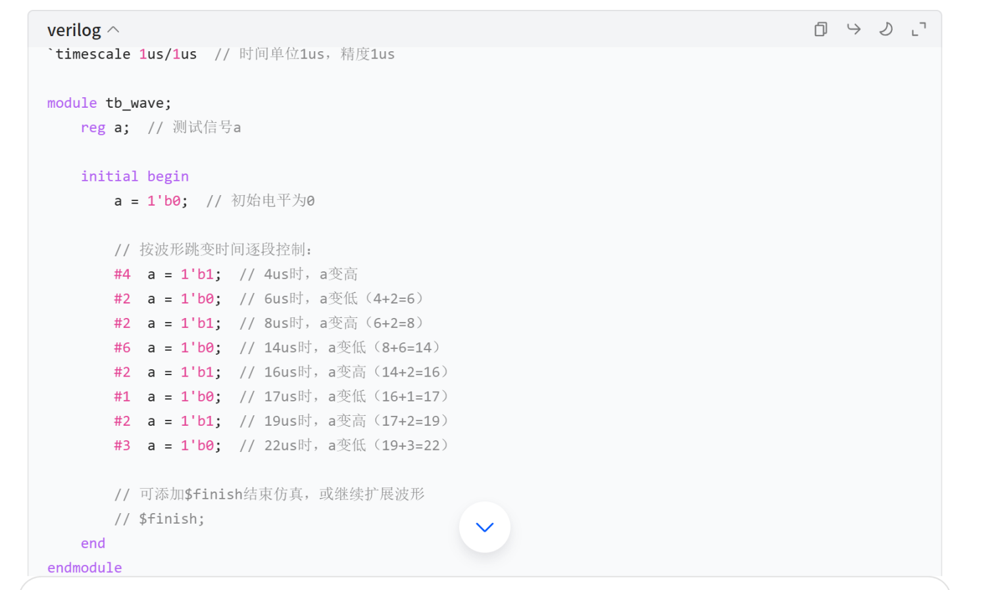 verilog
`timescale 1us/1us  // 时间单位1us，精度1us
module tb_wave;
    reg a;  // 测试信号a
    initial begin
        a = 1'b0;  // 初始电平为0
        // 按波形跳变时间逐段控制：
        #4  a = 1'b1;  // 4us时，a变高
        #2  a = 1'b0;  // 6us时，a变低（4+2=6）
        #2  a = 1'b1;  // 8us时，a变高（6+2=8）
        #6  a = 1'b0;  // 14us时，a变低（8+6=14）
        #2  a = 1'b1;  // 16us时，a变高（14+2=16）
        #1  a = 1'b0;  // 17us时，a变低（16+1=17）
        #2  a = 1'b1;  // 19us时，a变高（17+2=19）
        #3  a = 1'b0;  // 22us时，a变低（19+3=22）
        // 可添加$finish结束仿真，或继续扩展波形
        // $finish;
    end
endmodule